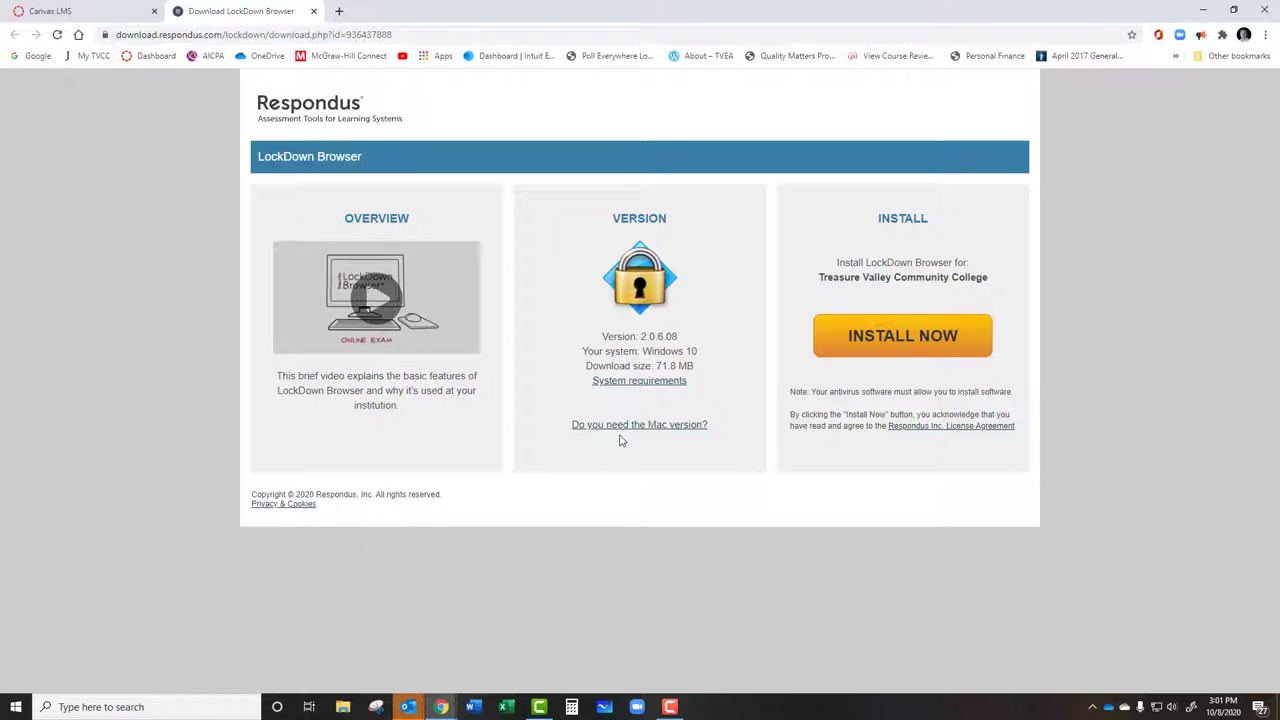 Canvas LMS
Download LockDown Browser
download.respondus.com/lockdown/download.php?id=936437888
Google
My TVCC
Dashboard
AICPA
OneDrive
McGraw-Hill Connect
Apps
Dashboard | Intuit E...
Poll Everywhere Lo...
About – TVEA
Quality Matters Pro...
View Course Revie...
Personal Finance
April 2017 General...
»
Other bookmarks
Respondus®
Assessment Tools for Learning Systems
LockDown Browser
OVERVIEW
LockDown
Browser
ONLINE EXAM
This brief video explains the basic features of
LockDown Browser and why it's used at your
institution.
VERSION
Version: 2.0.6.08
Your system: Windows 10
Download size: 71.8 MB
System requirements
Do you need the Mac version?
INSTALL
Install LockDown Browser for:
Treasure Valley Community College
INSTALL NOW
Note: Your antivirus software must allow you to install software.
By clicking the "Install Now" button, you acknowledge that you
have read and agree to the Respondus Inc. License Agreement
Copyright © 2020 Respondus, Inc. All rights reserved.
Privacy & Cookies
Type here to search
3:01 PM
10/8/2020